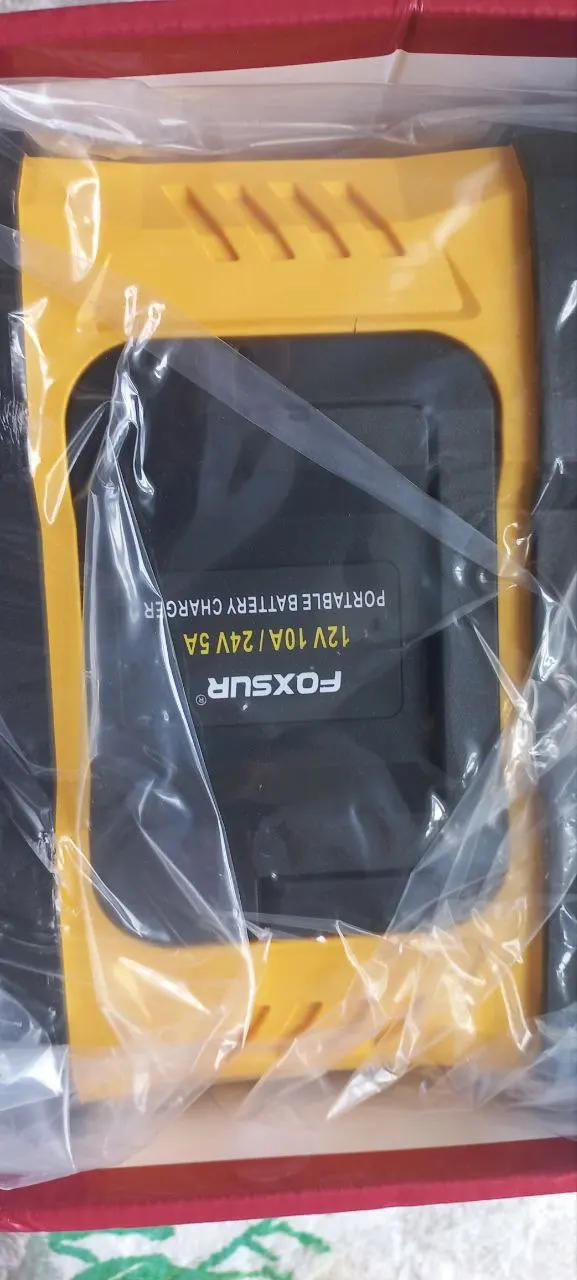 FOXSUR®
12V 10A / 24V 5A
PORTABLE BATTERY CHARGER